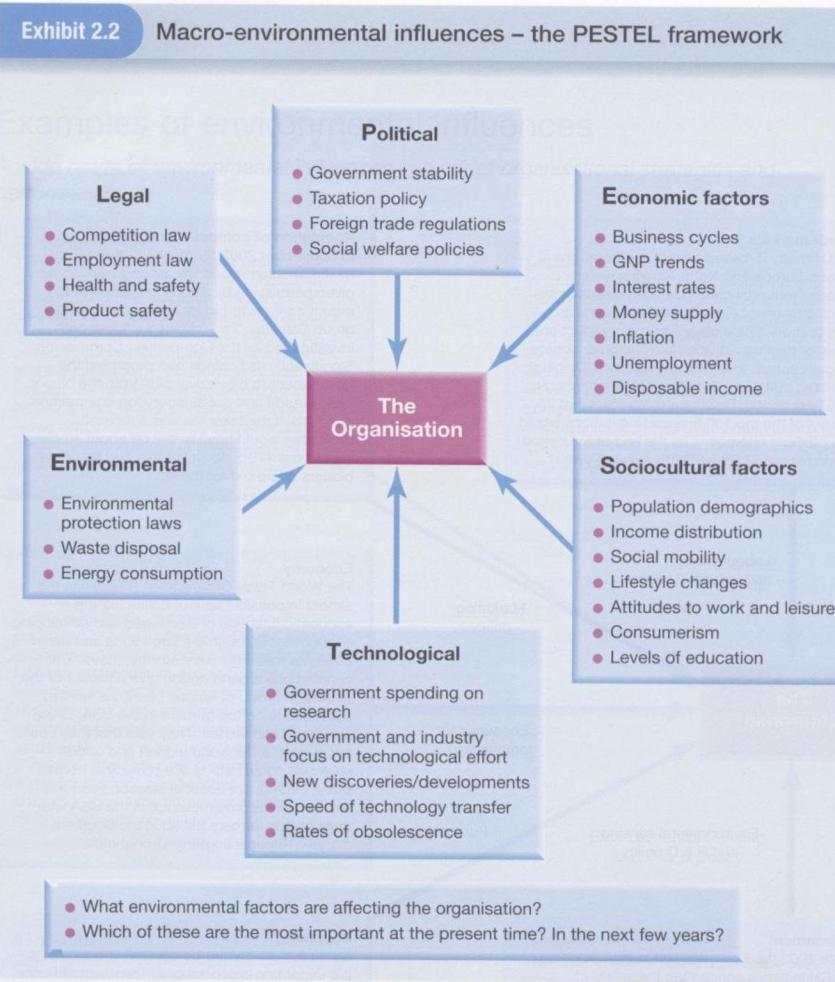 Exhibit 2.2 Macro-environmental influences – the PESTEL framework
Examples of environmental influences
Political
Government stability
Taxation policy
Foreign trade regulations
Social welfare policies
Legal
Competition law
Employment law
Health and safety
Product safety
Economic factors
Business cycles
GNP trends
Interest rates
Money supply
Inflation
Unemployment
Disposable income
The
Organisation
Environmental
Environmental
protection laws
Waste disposal
Energy consumption
Sociocultural factors
Population demographics
Income distribution
Social mobility
Lifestyle changes
Attitudes to work and leisure
Consumerism
Levels of education
Technological
Government spending on
research
Government and industry
focus on technological effort
New discoveries/developments
Speed of technology transfer
Rates of obsolescence
What environmental factors are affecting the organisation?
Which of these are the most important at the present time? In the next few years?